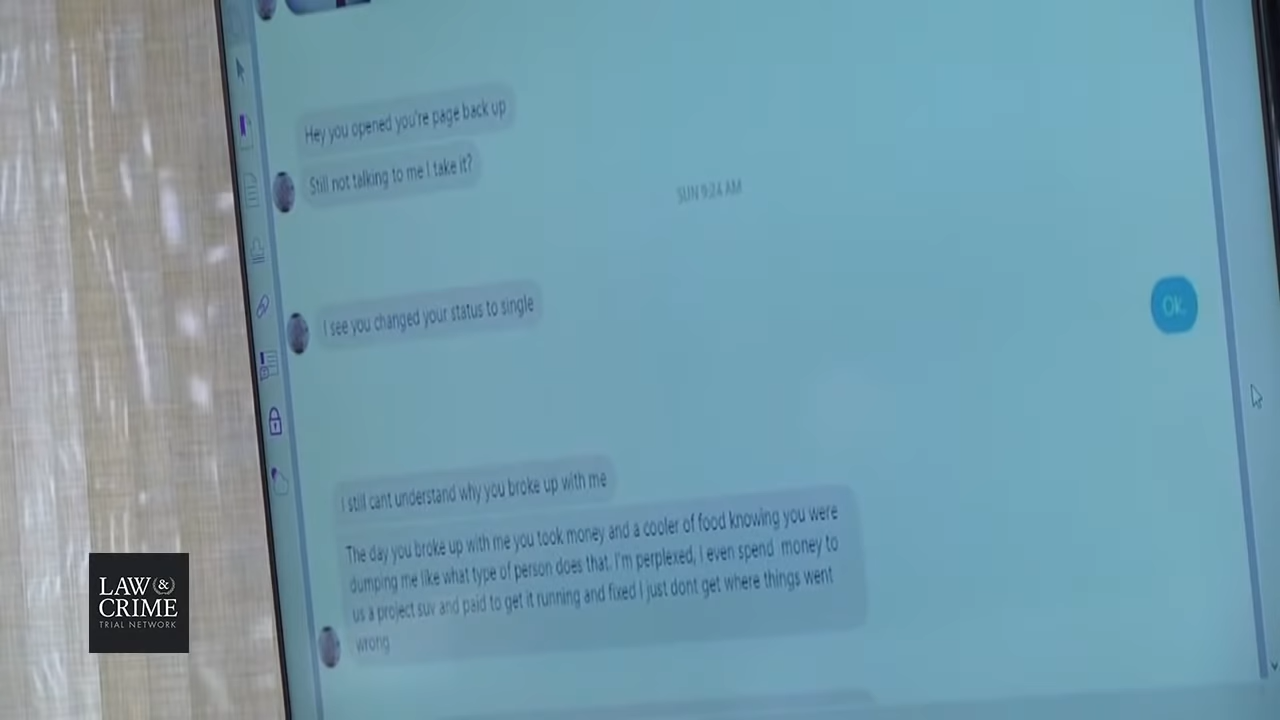 Hey you opened you're page back up
Still not talking to me I take it?
SUN 9:24 AM
Ok.
I see you changed your status to single
I still cant understand why you broke up with me
The day you broke up with me you took money and a cooler of food knowing you were
dumping me like what type of person does that. I'm perplexed, I even spend money to
us a project suv and paid to get it running and fixed I just dont get where things went
wrong
LAW &
CRIME
TRIAL NETWORK